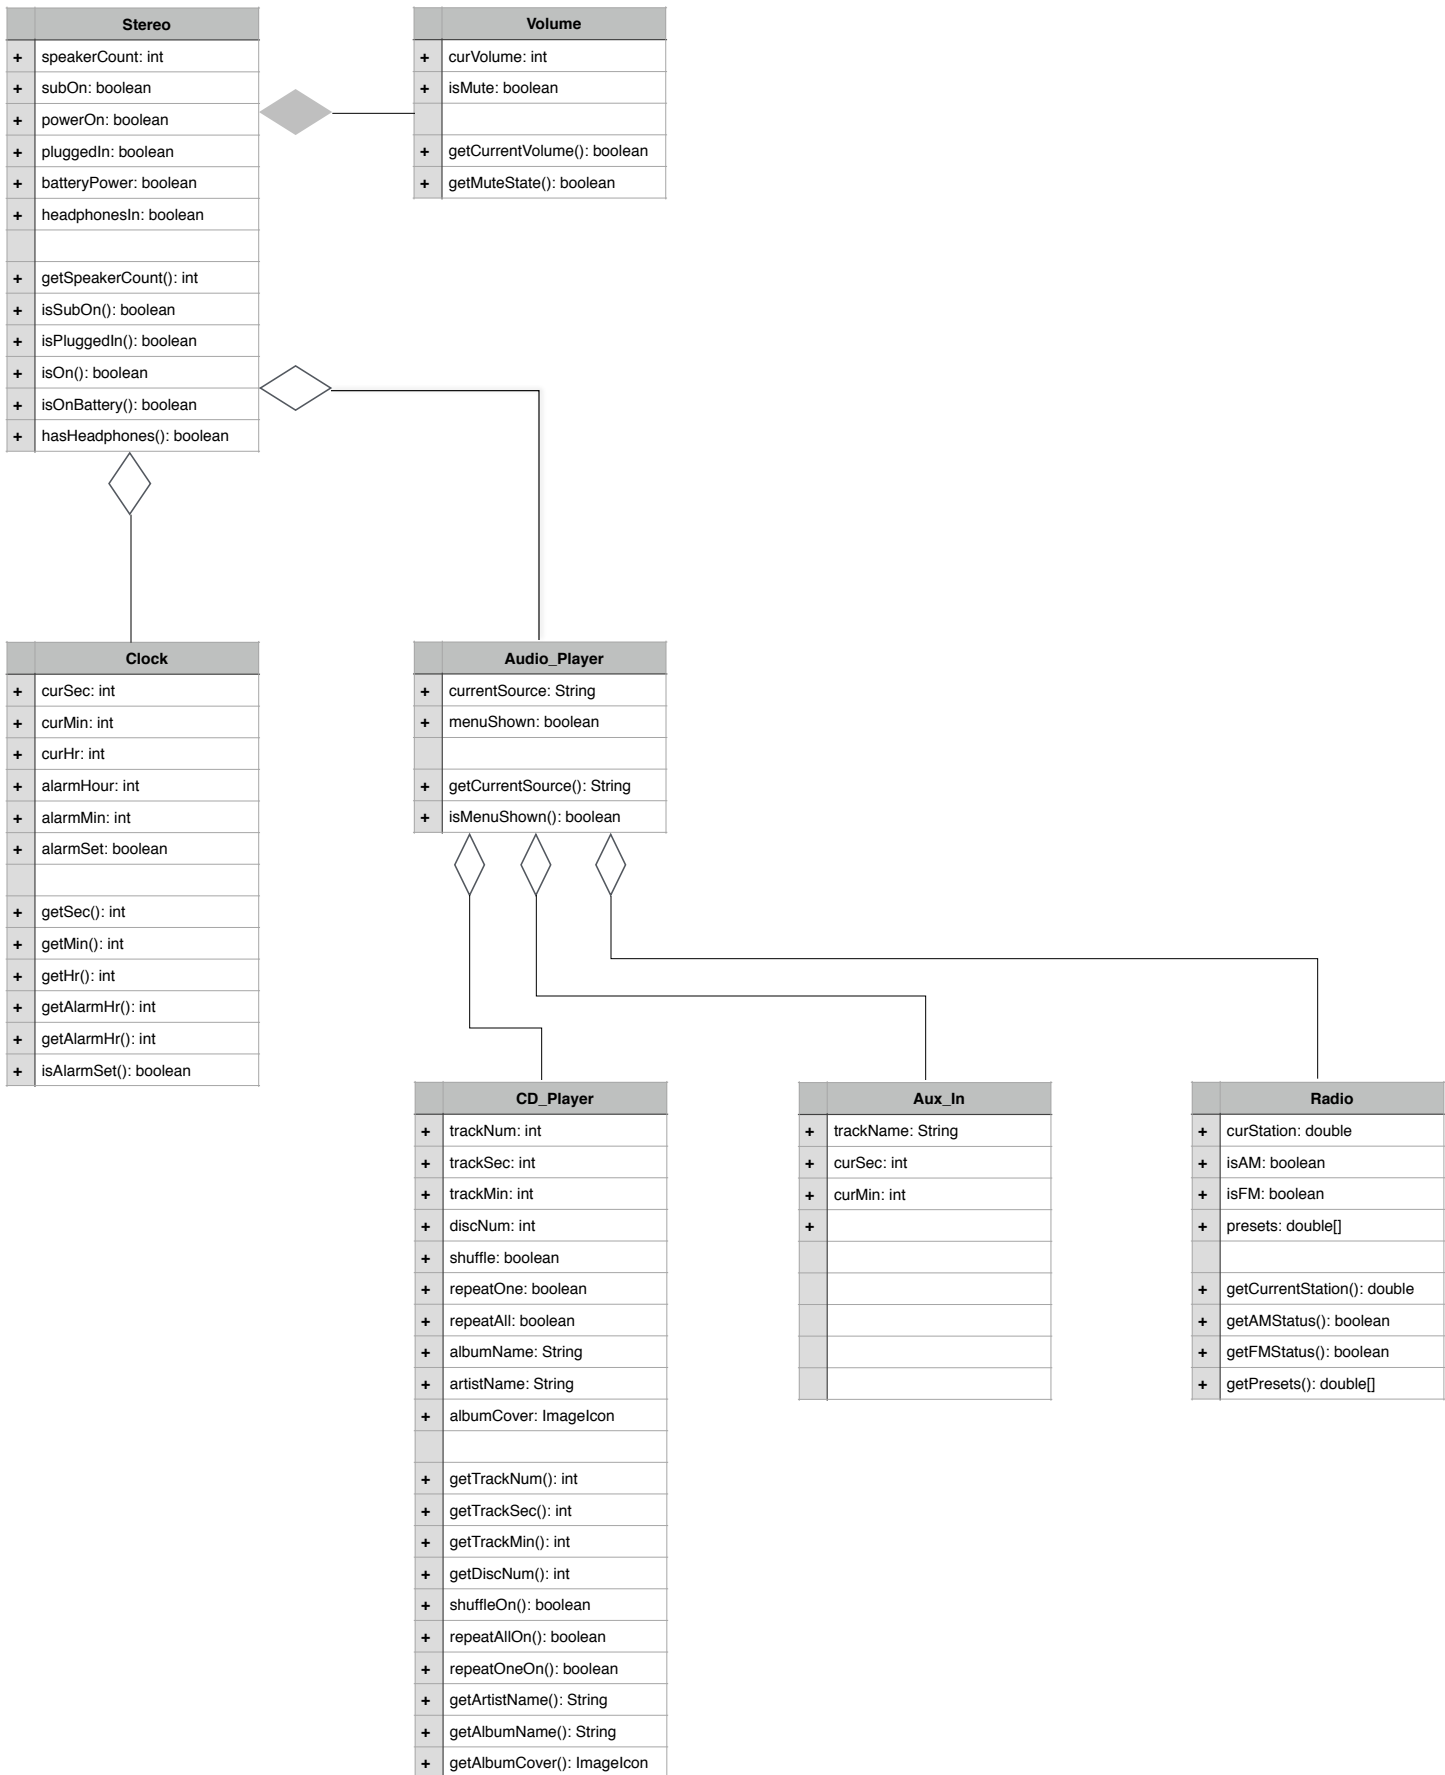 Stereo
+ speakerCount: int
+ subOn: boolean
+ powerOn: boolean
+ pluggedIn: boolean
+ batteryPower: boolean
+ headphonesIn: boolean
+ getSpeakerCount(): int
+ isSubOn(): boolean
+ isPluggedIn(): boolean
+ isOn(): boolean
+ isOnBattery(): boolean
+ hasHeadphones(): boolean
Volume
+ curVolume: int
+ isMute: boolean
+ getCurrentVolume(): boolean
+ getMuteState(): boolean
Clock
+ curSec: int
+ curMin: int
+ curHr: int
+ alarmHour: int
+ alarmMin: int
+ alarmSet: boolean
+ getSec(): int
+ getMin(): int
+ getHr(): int
+ getAlarmHr(): int
+ getAlarmHr(): int
+ isAlarmSet(): boolean
Audio_Player
+ currentSource: String
+ menuShown: boolean
+ getCurrentSource(): String
+ isMenuShown(): boolean
CD_Player
+ trackNum: int
+ trackSec: int
+ trackMin: int
+ discNum: int
+ shuffle: boolean
+ repeatOne: boolean
+ repeatAll: boolean
+ albumName: String
+ artistName: String
+ albumCover: ImageIcon
+ getTrackNum(): int
+ getTrackSec(): int
+ getTrackMin(): int
+ getDiscNum(): int
+ shuffleOn(): boolean
+ repeatAllOn(): boolean
+ repeatOneOn(): boolean
+ getArtistName(): String
+ getAlbumName(): String
+ getAlbumCover(): ImageIcon
Aux_In
+ trackName: String
+ curSec: int
+ curMin: int
+
Radio
+ curStation: double
+ isAM: boolean
+ isFM: boolean
+ presets: double[]
+ getCurrentStation(): double
+ getAMStatus(): boolean
+ getFMStatus(): boolean
+ getPresets(): double[]